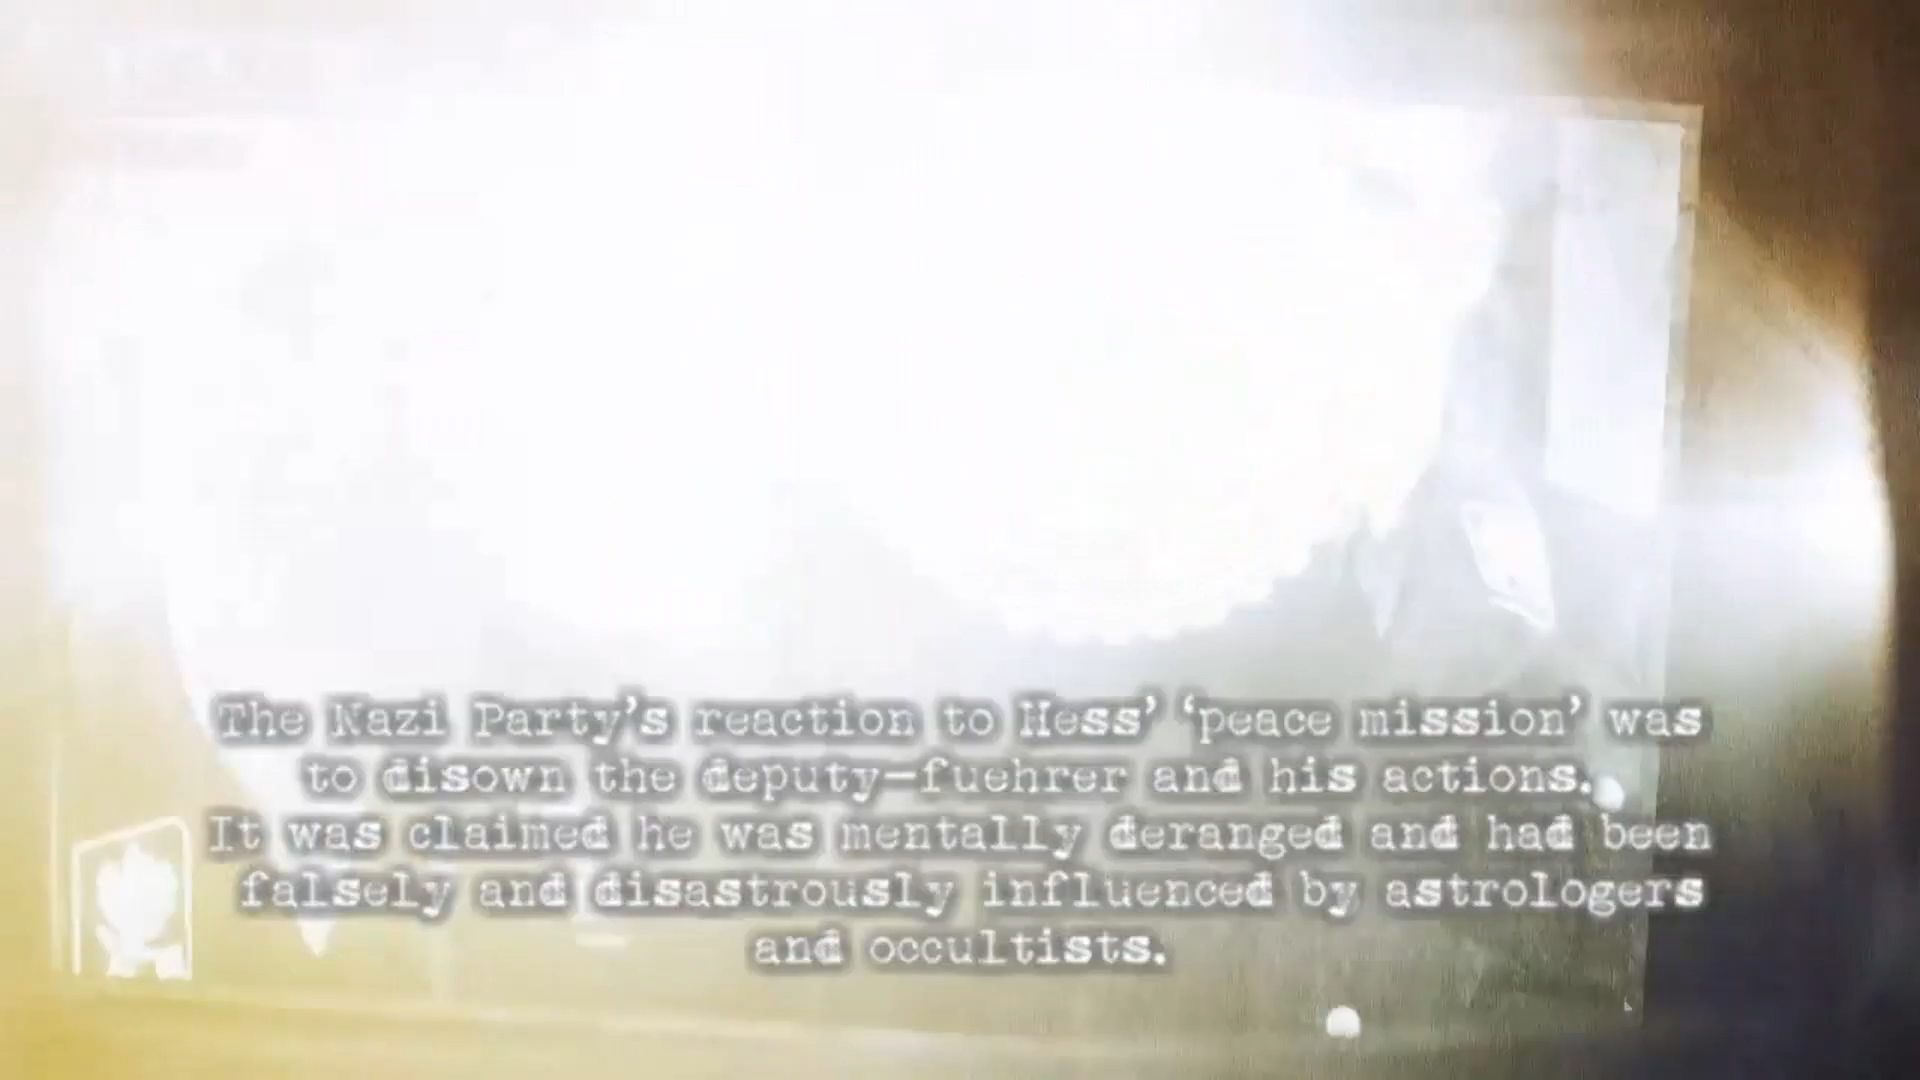 The Nazi Party’s reaction to Hess’ ‘peace mission’ was
to disown the deputy-fuehrer and his actions.
It was claimed he was mentally deranged and had been
falsely and disastrously influenced by astrologers
and occultists.